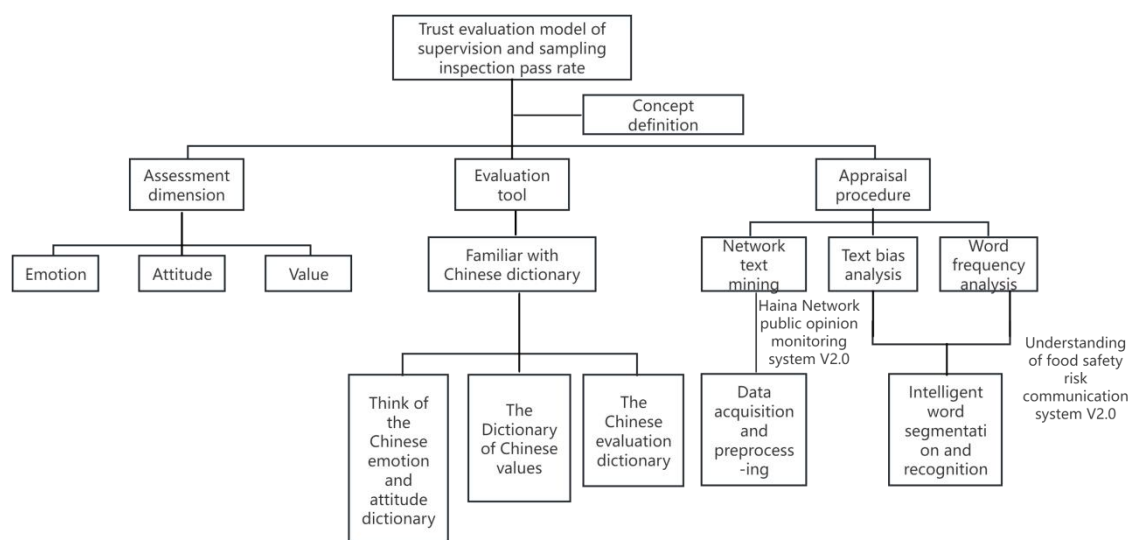 Trust evaluation model of
supervision and sampling
inspection pass rate
Concept
definition
Assessment
dimension
Evaluation
tool
Appraisal
procedure
Emotion
Attitude
Value
Familiar with
Chinese dictionary
Network
text
mining
Text bias
analysis
Word
frequency
analysis
Haina Network
public opinion
monitoring
system V2.0
Understanding
of food safety
risk
communication
system V2.0
Think of
the
Chinese
emotion
and
attitude
dictionary
The
Dictionary
of Chinese
values
The
Chinese
evaluation
dictionary
Data
acquisition
and
preprocess
-ing
Intelligent
word
segmentati
on and
recognition